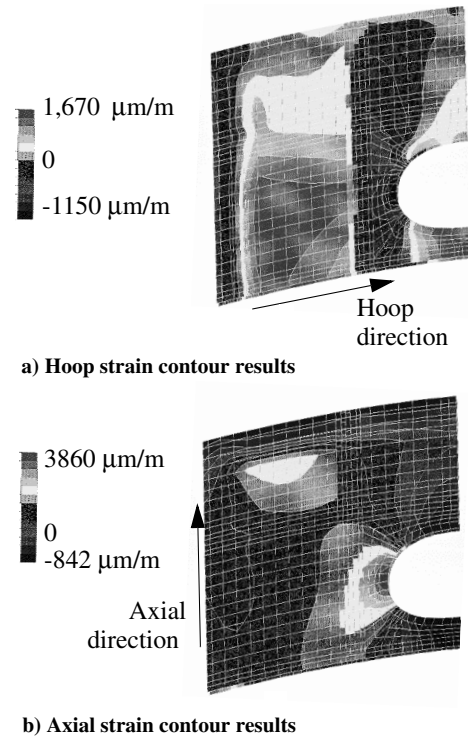 1,670 μm/m
0
-1150 μm/m
Hoop
direction
a) Hoop strain contour results
3860 μm/m
0
-842 μm/m
Axial
direction
b) Axial strain contour results